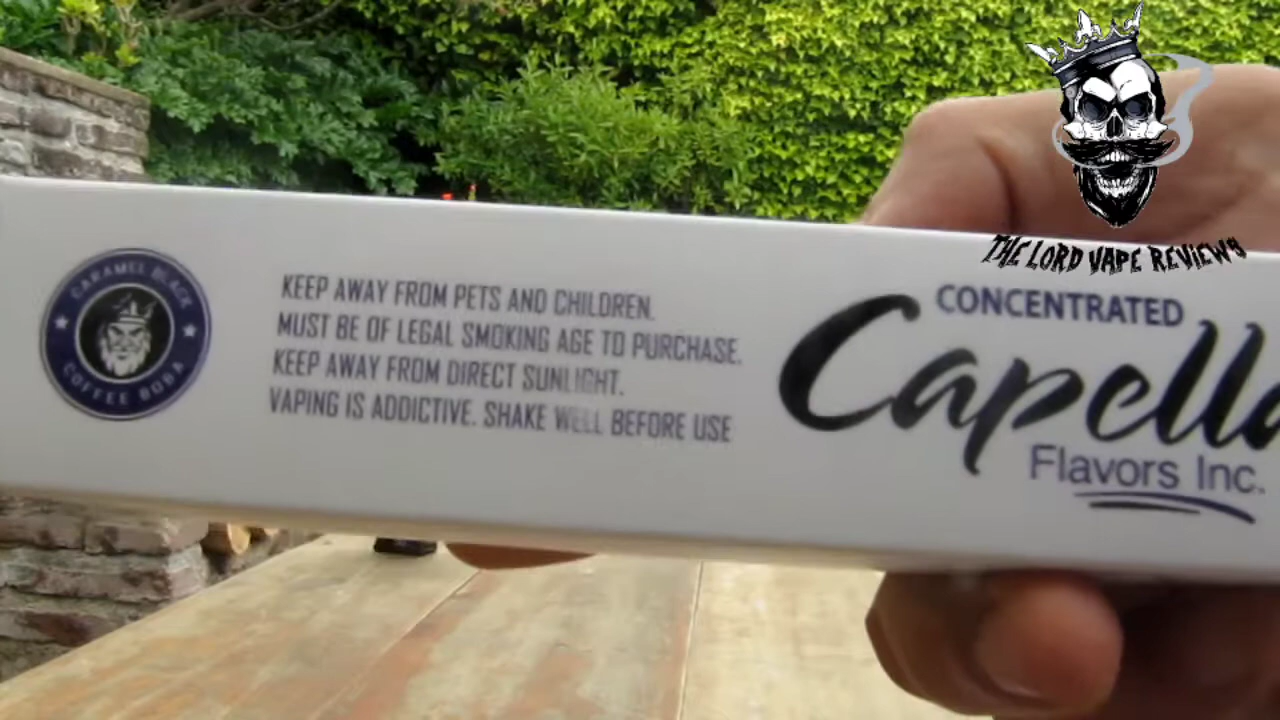 THE LORD VAPE REVIEWS
CARAMEL BLACK
COFFEE BOBA
KEEP AWAY FROM PETS AND CHILDREN.
MUST BE OF LEGAL SMOKING AGE TO PURCHASE.
KEEP AWAY FROM DIRECT SUNLIGHT.
VAPING IS ADDICTIVE. SHAKE WELL BEFORE USE
CONCENTRATED
Capella
Flavors Inc.